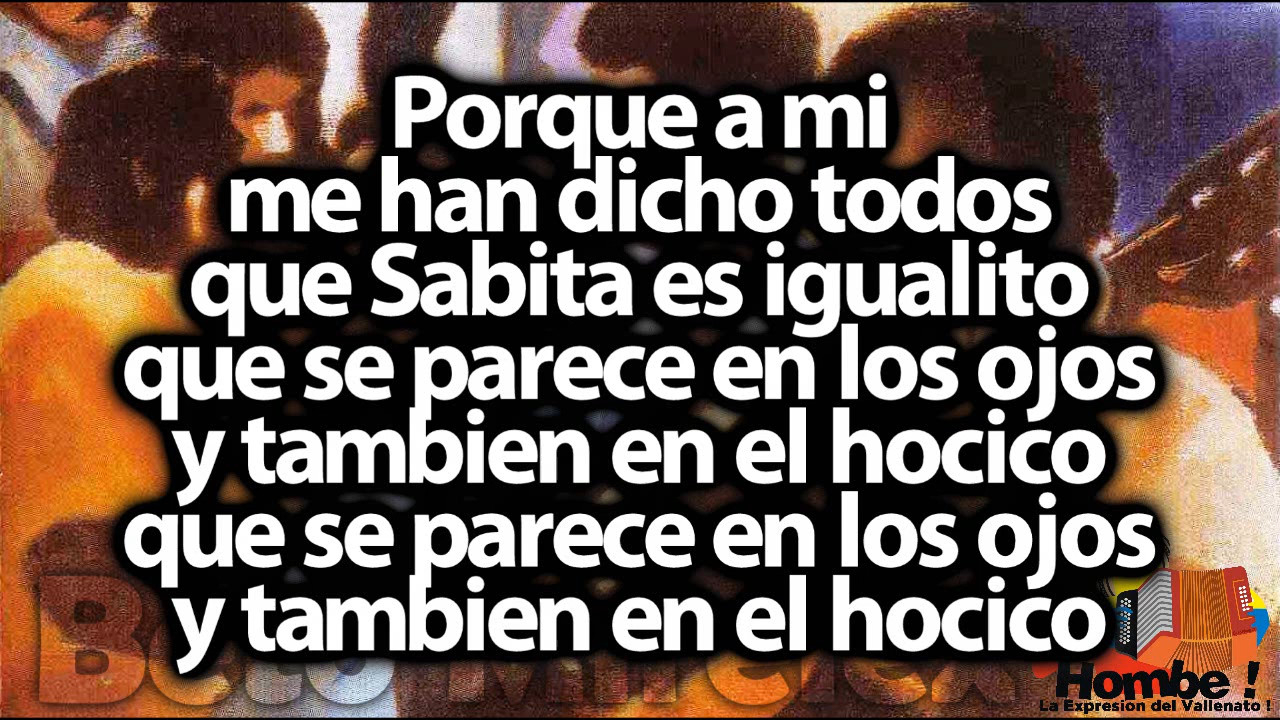 Porque a mi
me han dicho todos
que Sabita es igualito
que se parece en los ojos
y tambien en el hocico
que se parece en los ojos
y tambien en el hocico
Hombe !
La Expresion del Vallenato !